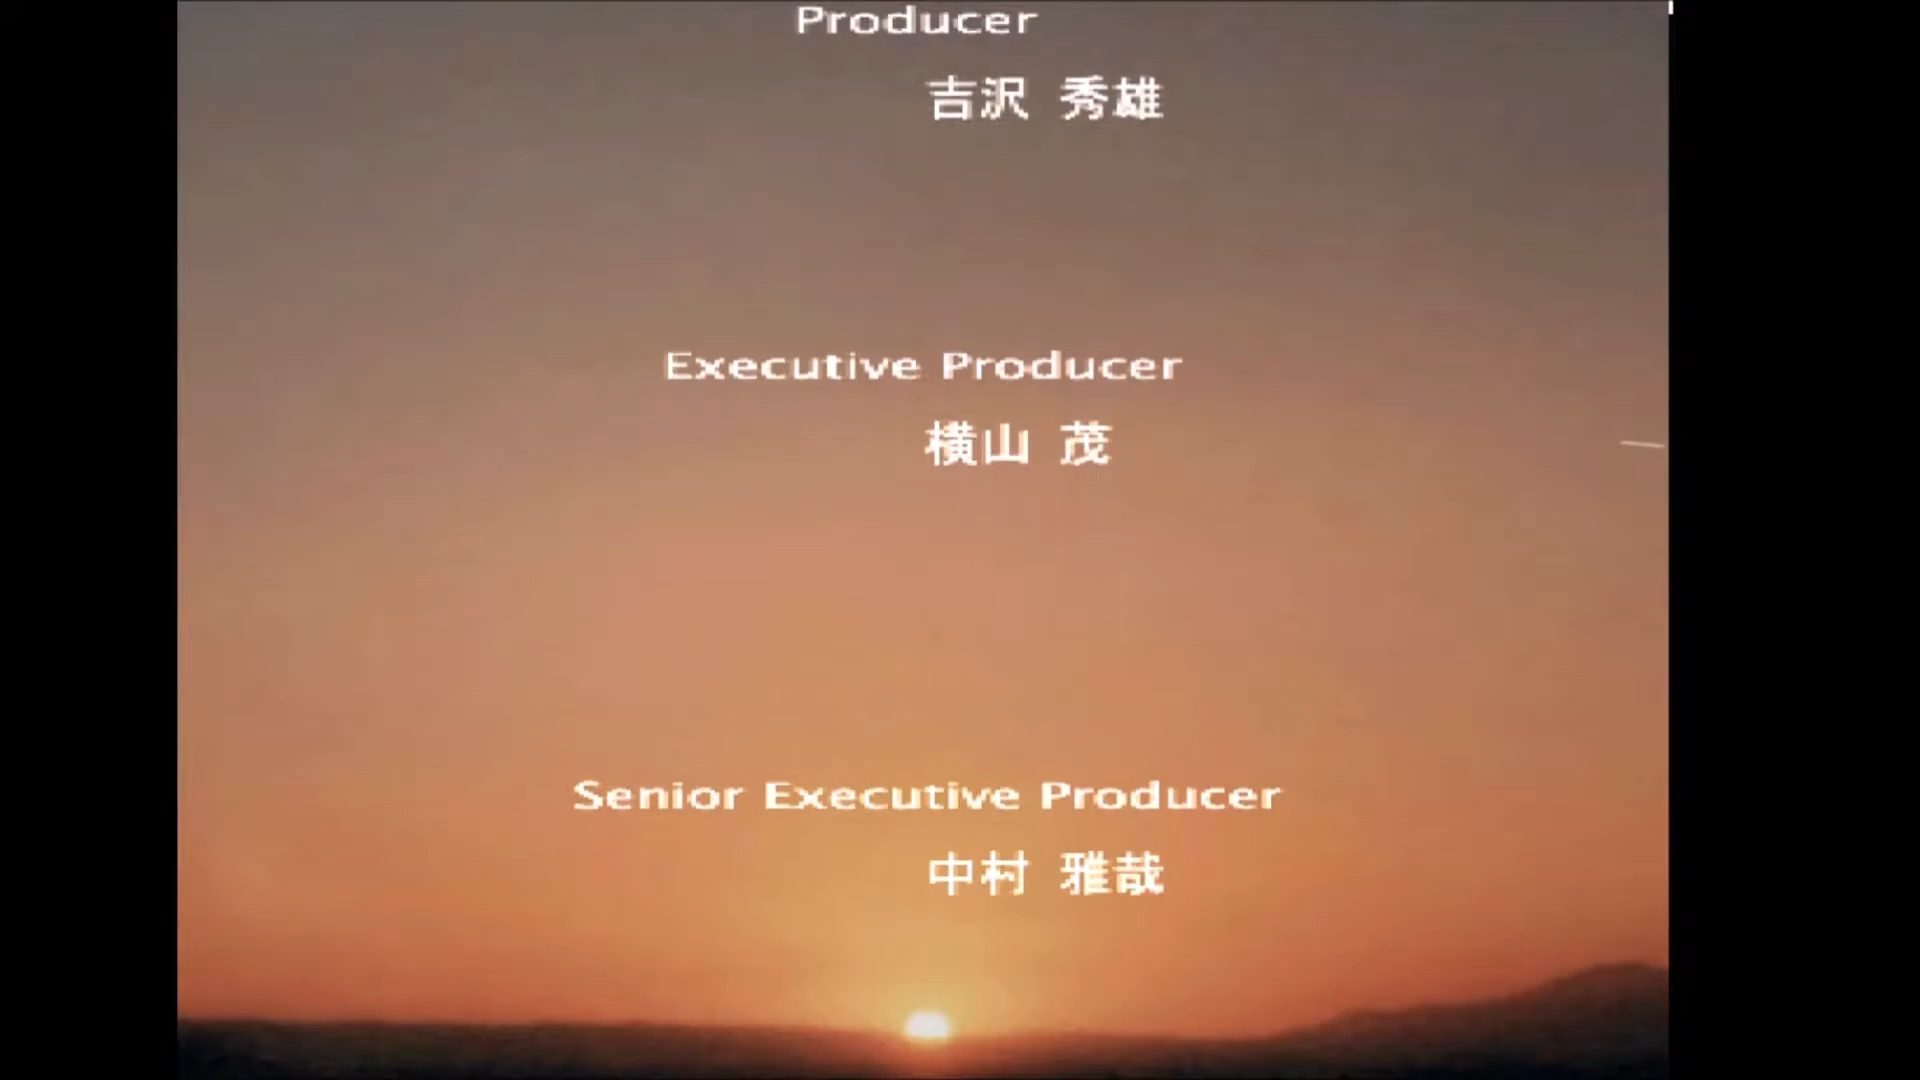 Producer
吉沢 秀雄
Executive Producer
横山 茂
Senior Executive Producer
中村 雅哉